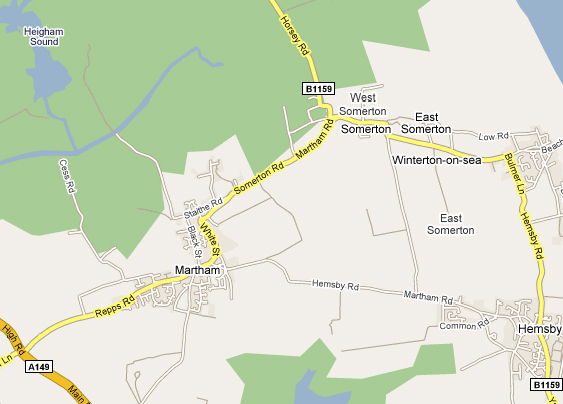 Horsey Rd
Heigham
Sound
B1159
West
Somerton
East
Somerton
Somerton
Low Rd
Beach
Martham Rd
Winterton-on-sea
Bulmer Ln
Cess Rd
Somerton Rd
Staithe Rd
Hemsby Rd
East
Somerton
Black St
White St
Martham
Hemsby Rd
Martham Rd
Repps Rd
Common Rd
Hemsby
High Rd
Ln
A149
Main
B1159